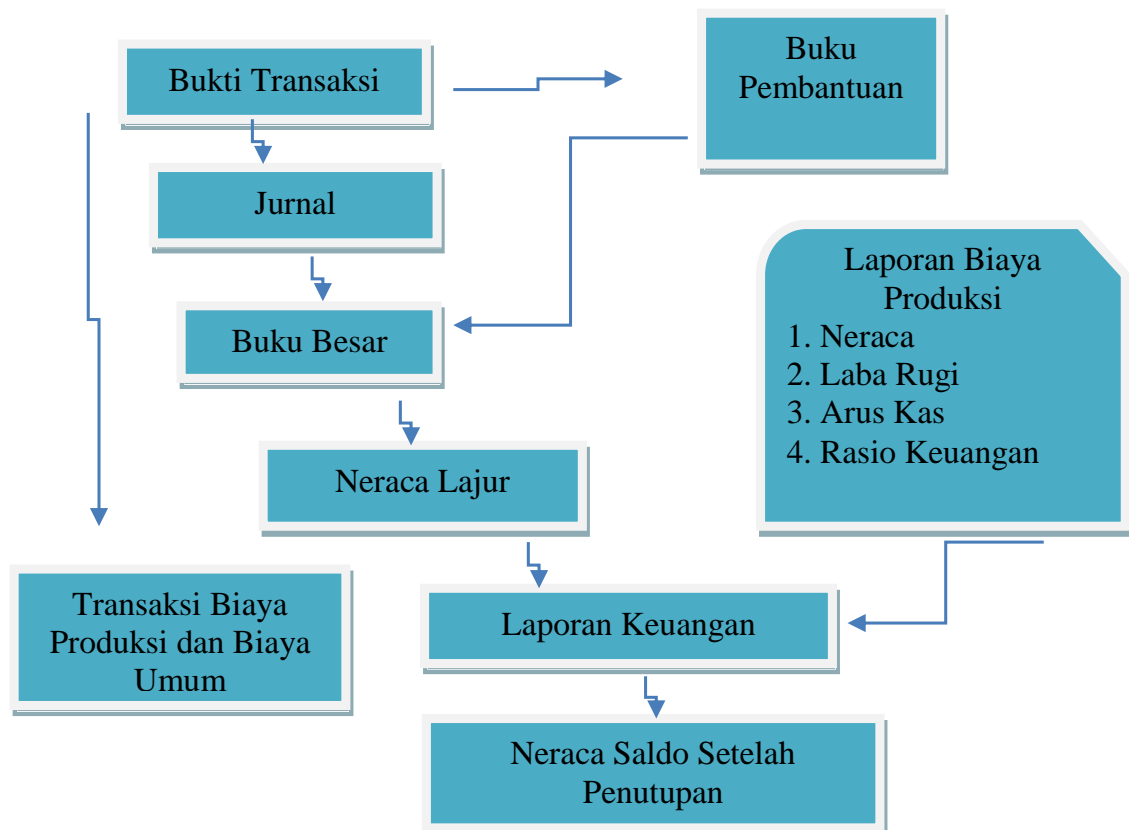 Bukti Transaksi
Buku
Pembantuan
Jurnal
Laporan Biaya
Produksi
1. Neraca
2. Laba Rugi
3. Arus Kas
4. Rasio Keuangan
Buku Besar
Neraca Lajur
Transaksi Biaya
Produksi dan Biaya
Umum
Laporan Keuangan
Neraca Saldo Setelah
Penutupan